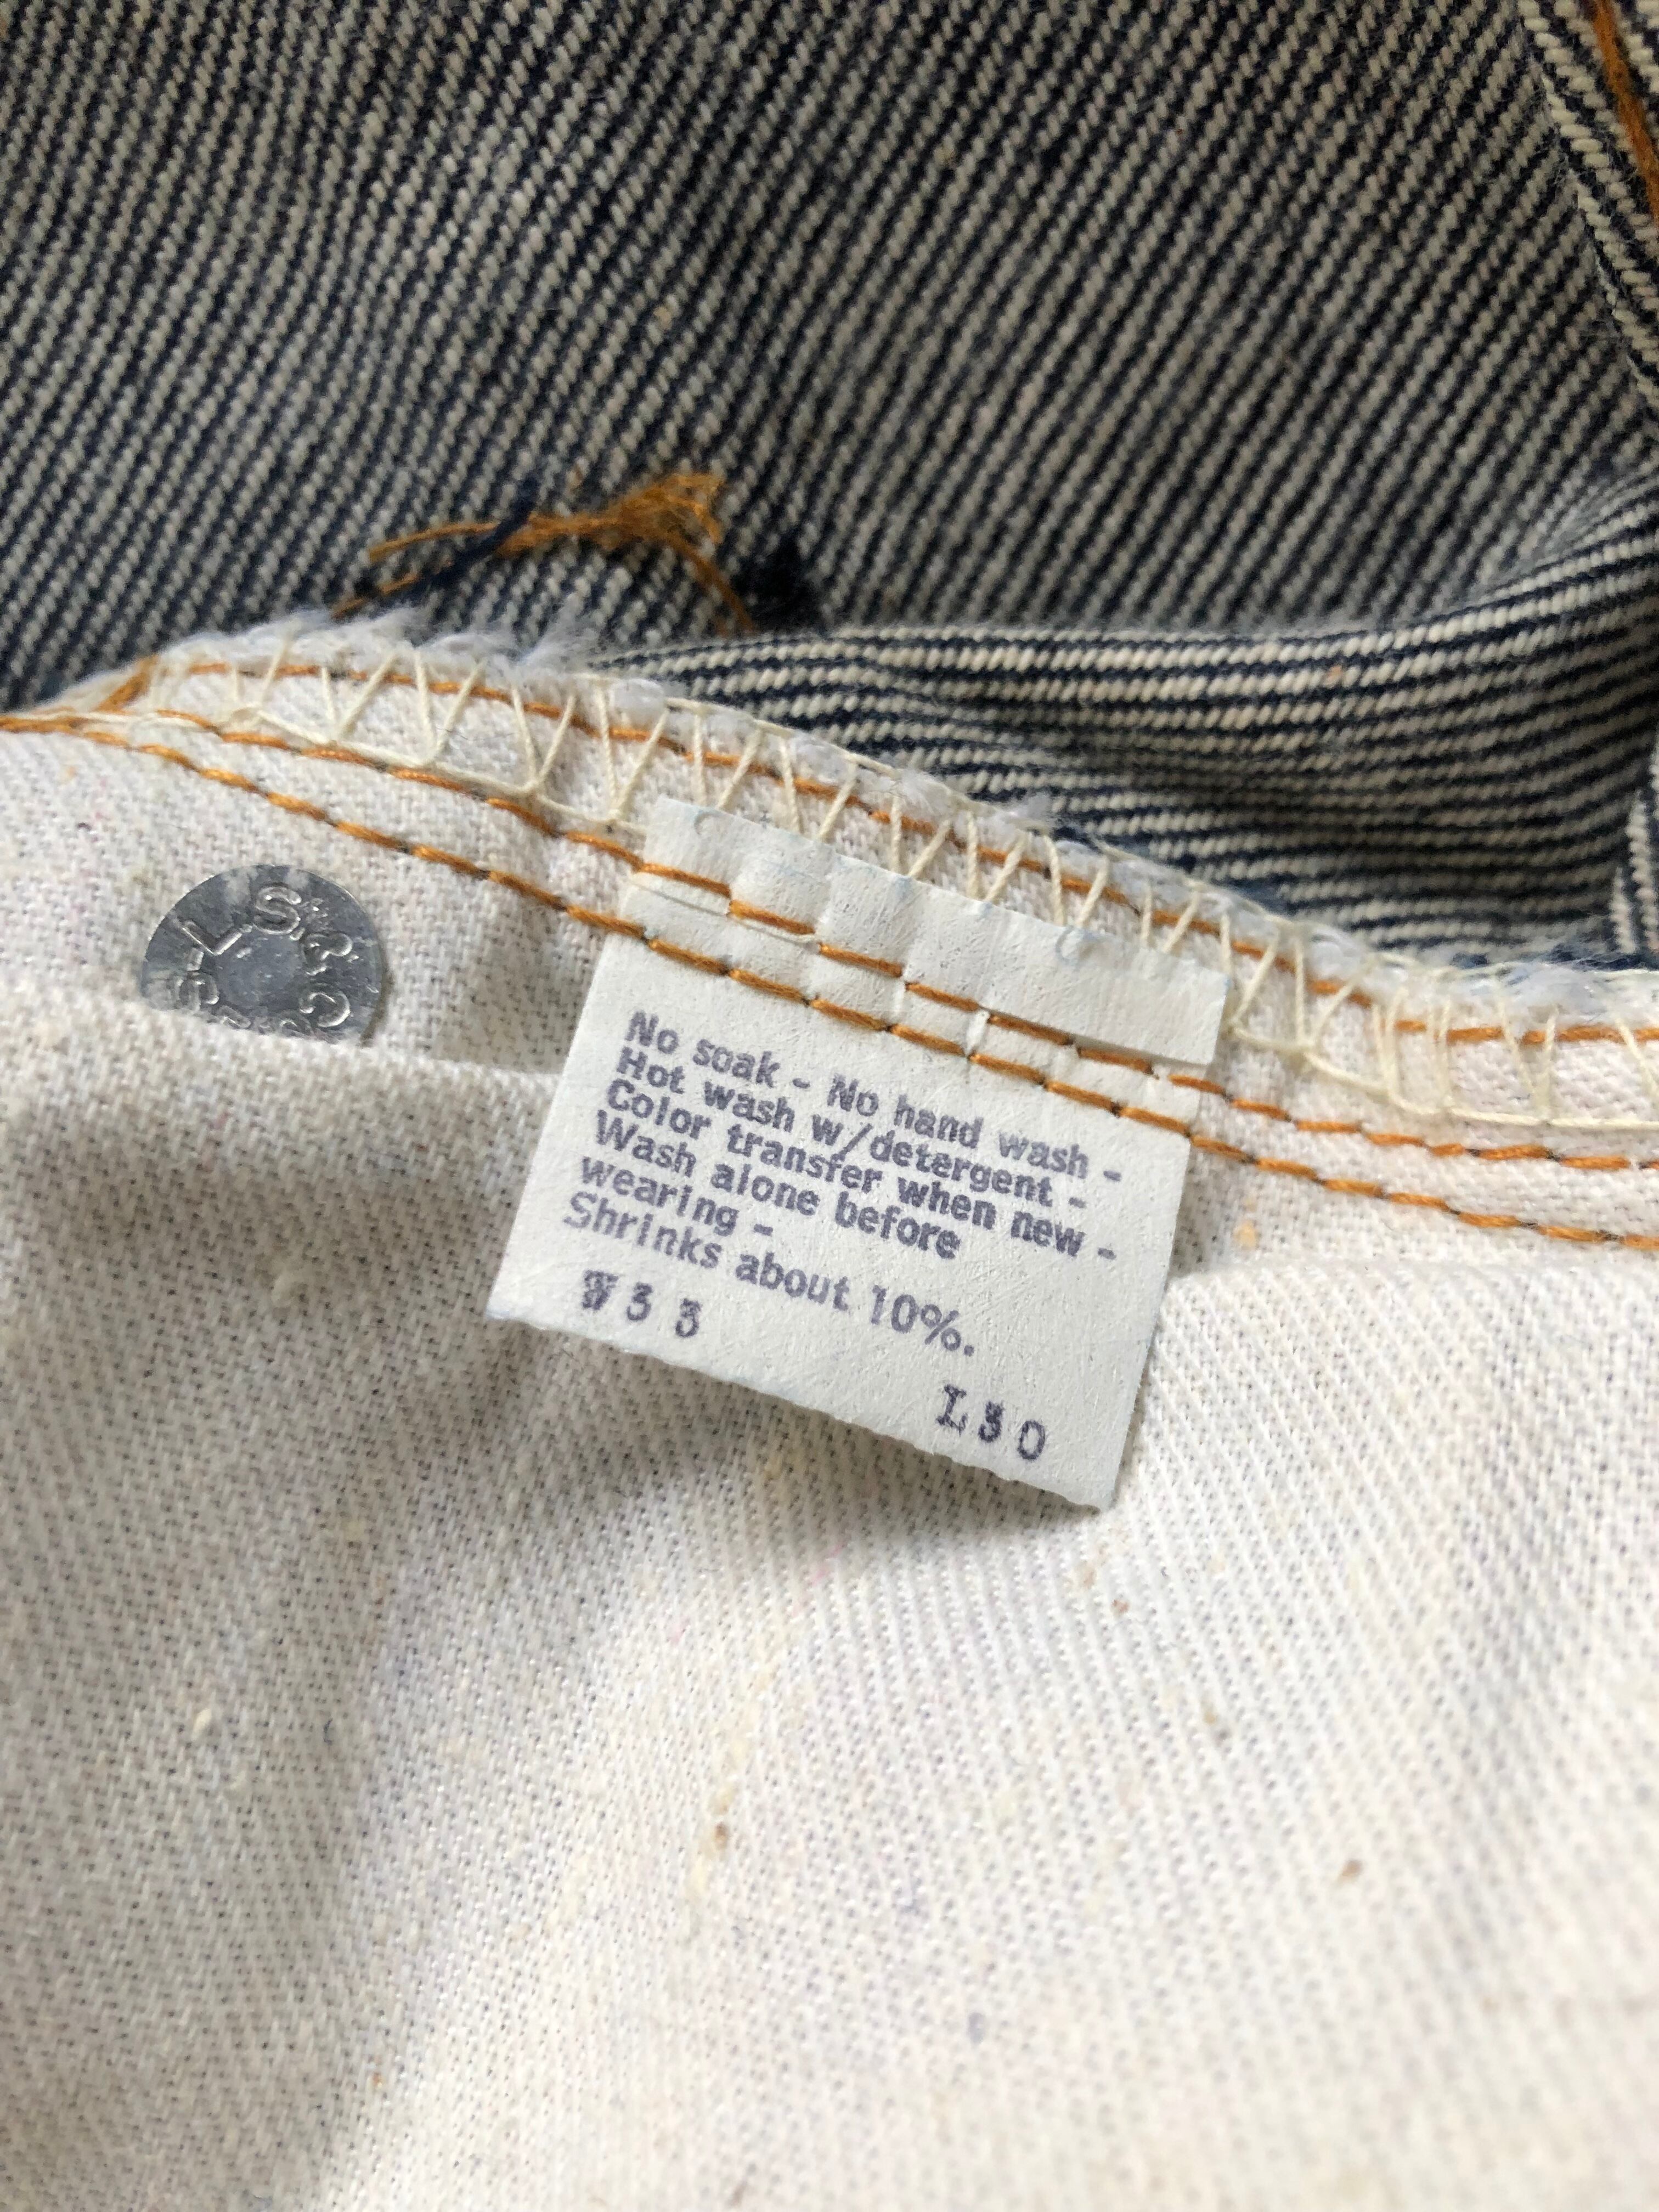 L.S.&C
No soak - No hand wash -
Hot wash w/detergent -
Color transfer when new -
Wash alone before
wearing -
Shrinks about 10%.
W33
L30